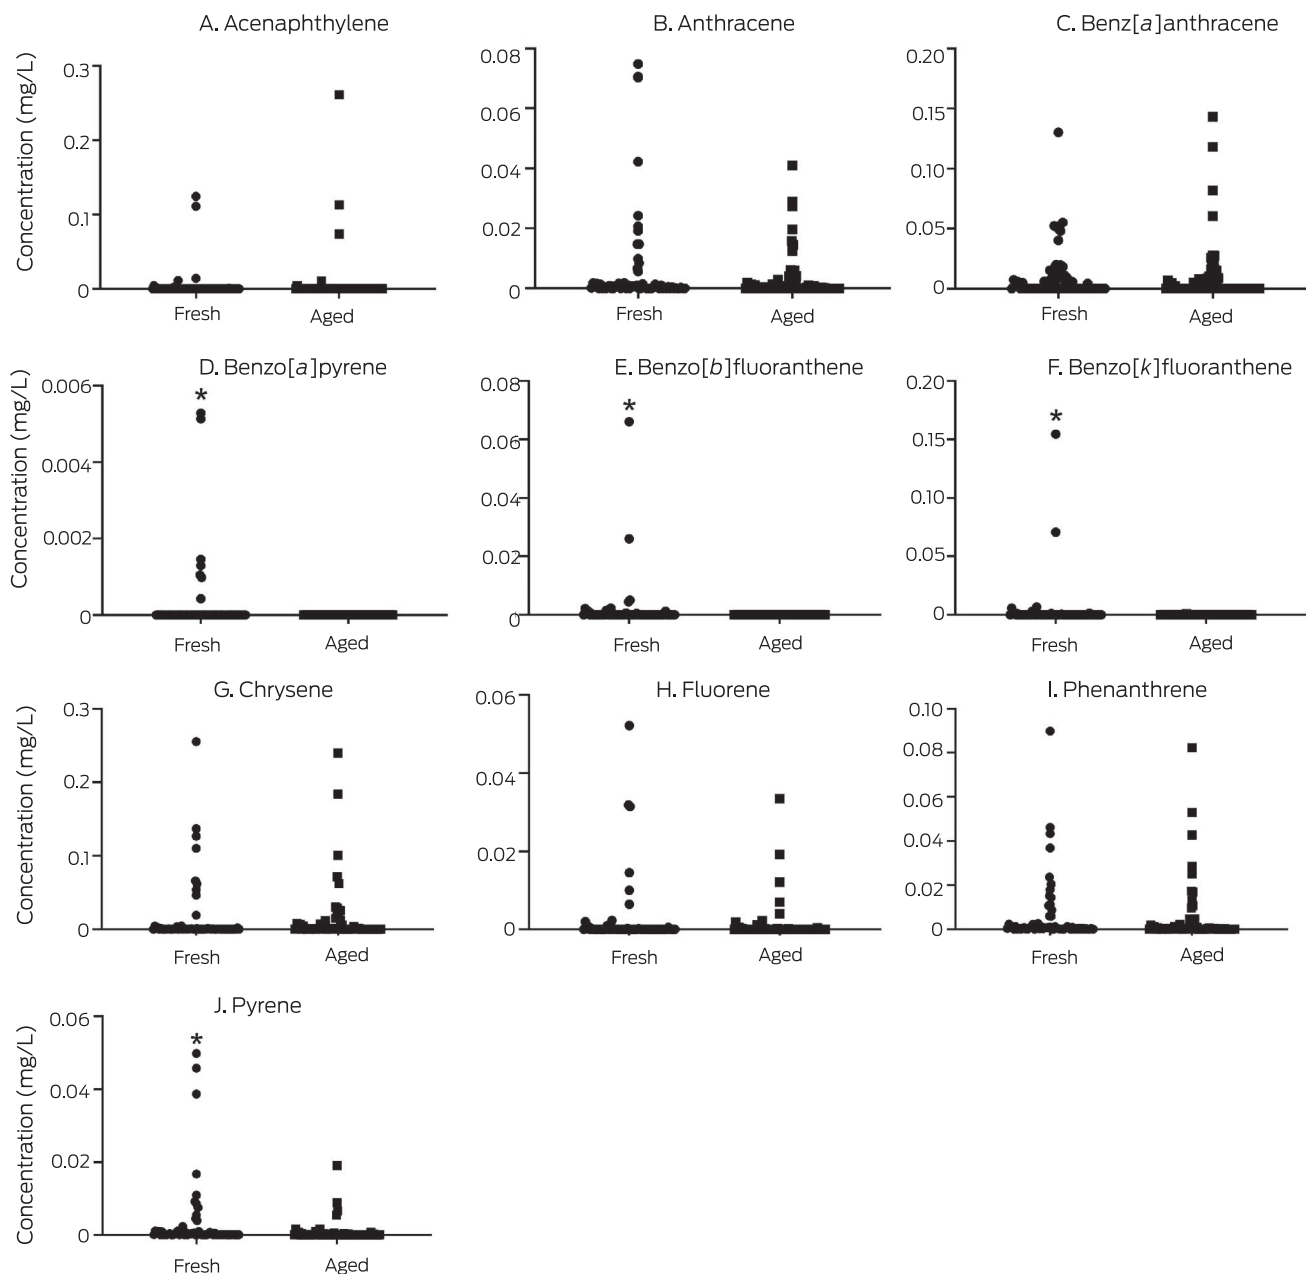 A. Acenaphthylene
B. Anthracene
C. Benz[a]anthracene
Concentration (mg/L)
0.3
0.2
0.1
0
Fresh
Aged
0.08
0.06
0.04
0.02
0
Fresh
Aged
0.20
0.15
0.10
0.05
0
Fresh
Aged
D. Benzo[a]pyrene
E. Benzo[b]fluoranthene
F. Benzo[k]fluoranthene
Concentration (mg/L)
0.006
0.004
0.002
0
*
Fresh
Aged
0.08
0.06
0.04
0.02
0
*
Fresh
Aged
0.20
0.15
0.10
0.05
0
*
Fresh
Aged
G. Chrysene
H. Fluorene
I. Phenanthrene
Concentration (mg/L)
0.3
0.2
0.1
0
Fresh
Aged
0.06
0.04
0.02
0
Fresh
Aged
0.10
0.08
0.06
0.04
0.02
0
Fresh
Aged
J. Pyrene
Concentration (mg/L)
0.06
0.04
0.02
0
*
Fresh
Aged